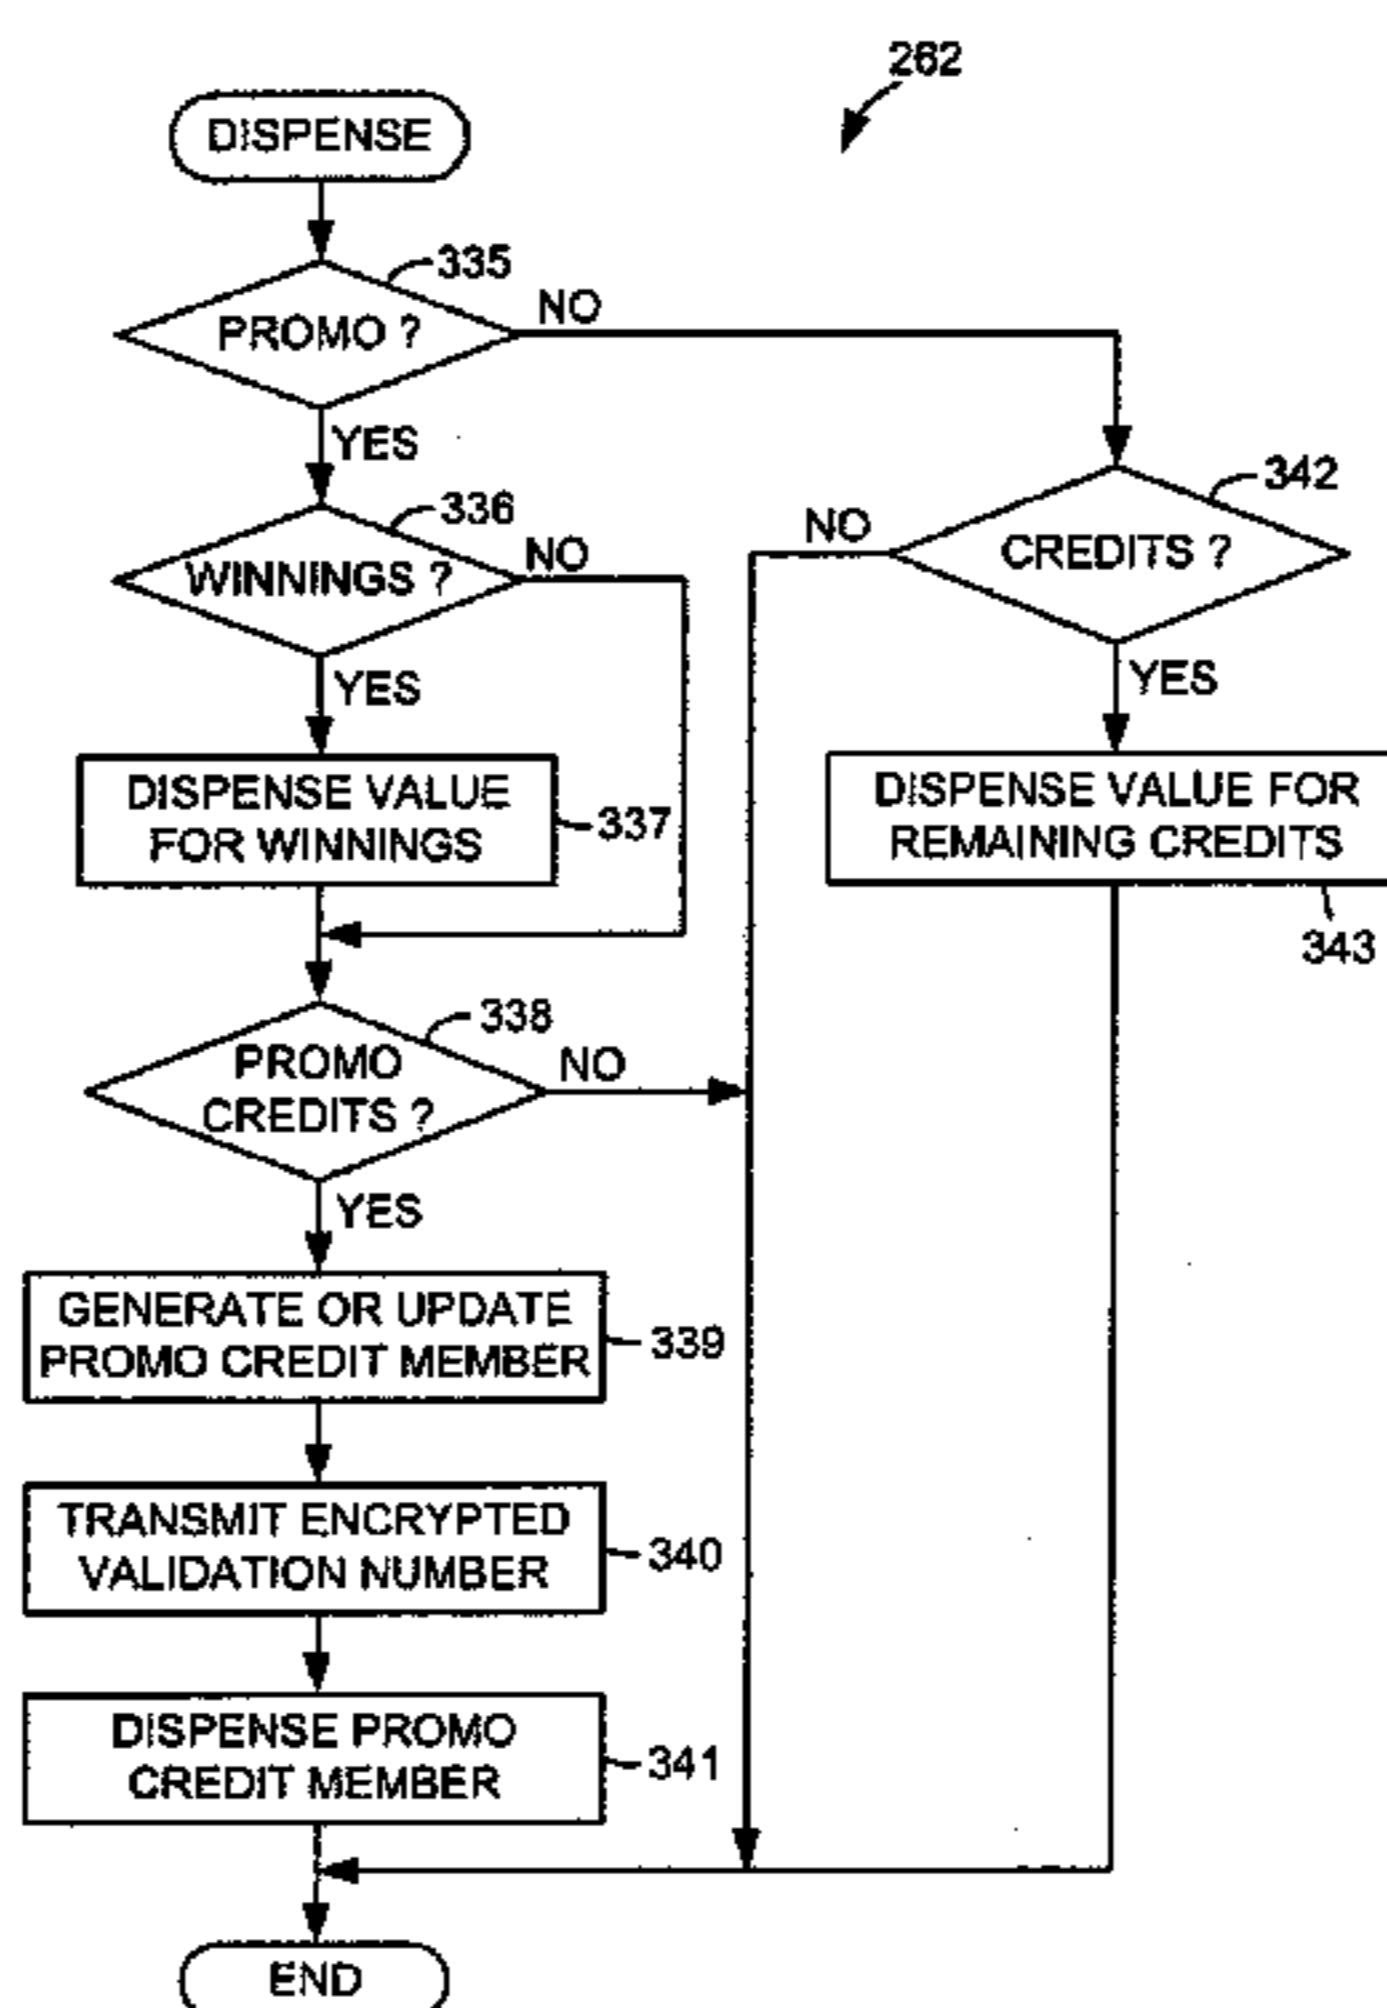 262
DISPENSE
335
PROMO ?
NO
YES
336
WINNINGS ?
NO
YES
342
CREDITS ?
NO
YES
DISPENSE VALUE
FOR WINNINGS
337
DISPENSE VALUE FOR
REMAINING CREDITS
343
338
PROMO
CREDITS ?
NO
YES
GENERATE OR UPDATE
PROMO CREDIT MEMBER
339
TRANSMIT ENCRYPTED
VALIDATION NUMBER
340
DISPENSE PROMO
CREDIT MEMBER
341
END